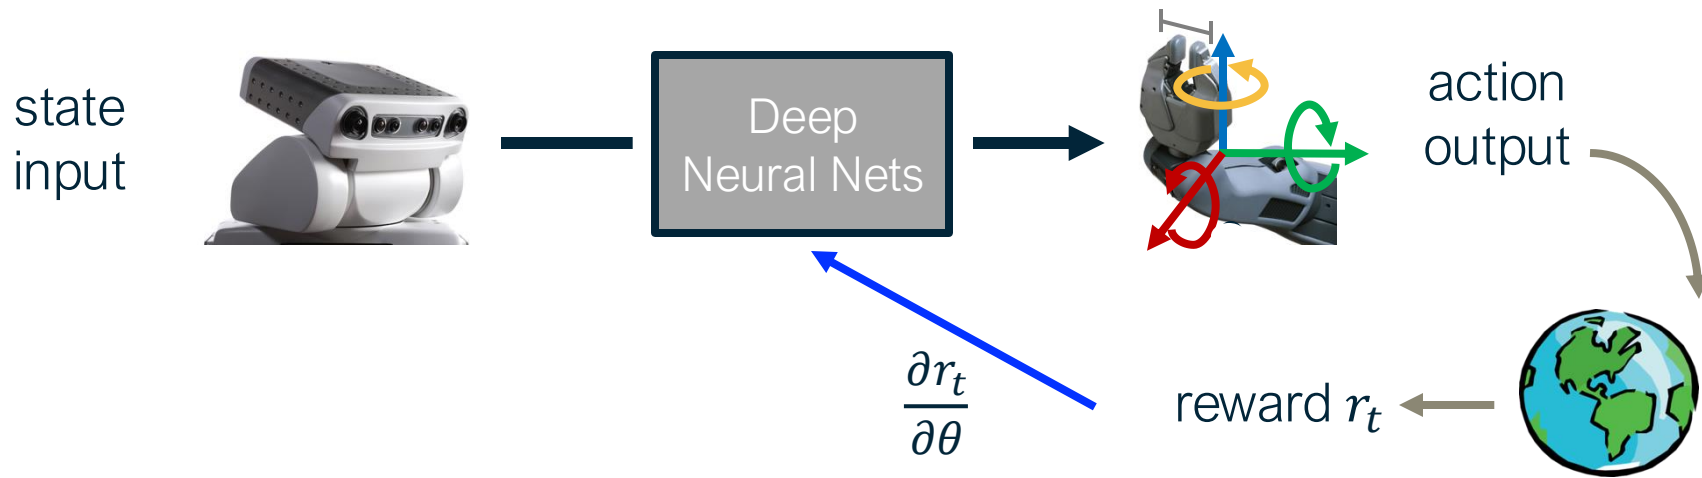 state
input
Deep
Neural Nets
action
output
∂r_t
∂θ
reward r_t